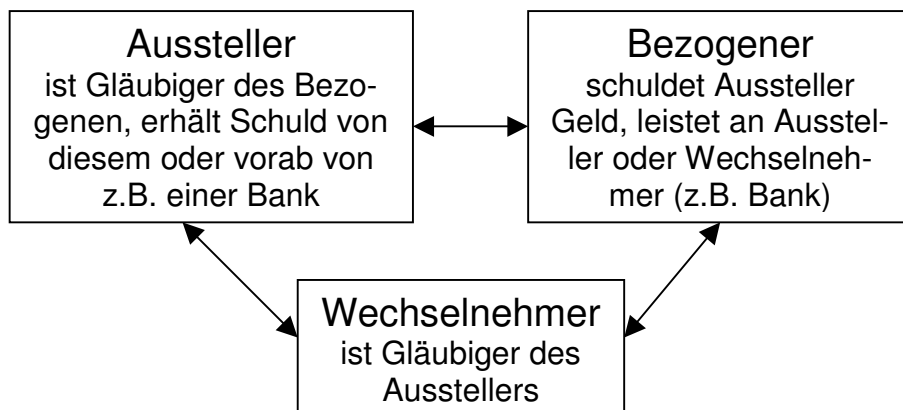 Aussteller
ist Gläubiger des Bezo-
genen, erhält Schuld von
diesem oder vorab von
z.B. einer Bank
Bezogener
schuldet Aussteller
Geld, leistet an Ausstel-
ler oder Wechselneh-
mer (z.B. Bank)
Wechselnehmer
ist Gläubiger des
Ausstellers